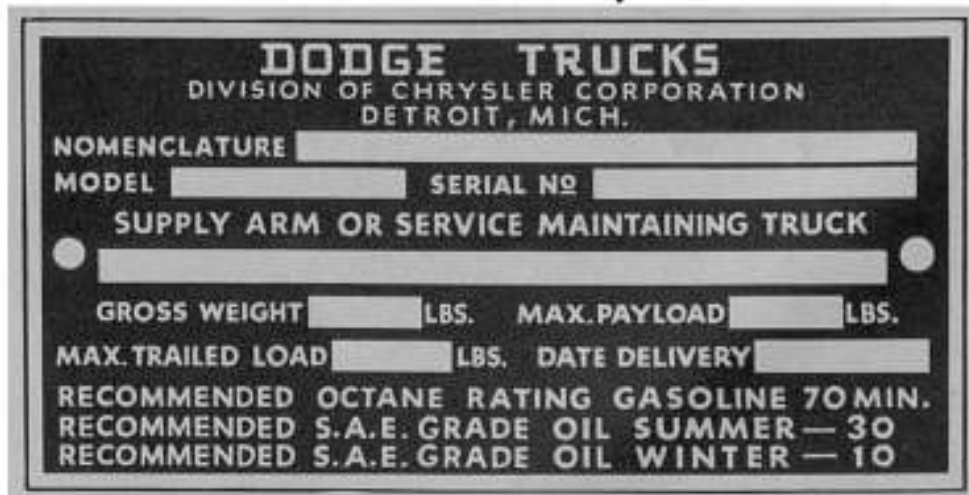 DODGE TRUCKS
DIVISION OF CHRYSLER CORPORATION
DETROIT, MICH.
NOMENCLATURE
MODEL SERIAL Nº
SUPPLY ARM OR SERVICE MAINTAINING TRUCK
GROSS WEIGHT LBS. MAX. PAYLOAD LBS.
MAX. TRAILED LOAD LBS. DATE DELIVERY
RECOMMENDED OCTANE RATING GASOLINE 70 MIN.
RECOMMENDED S.A.E. GRADE OIL SUMMER — 30
RECOMMENDED S.A.E. GRADE OIL WINTER — 10